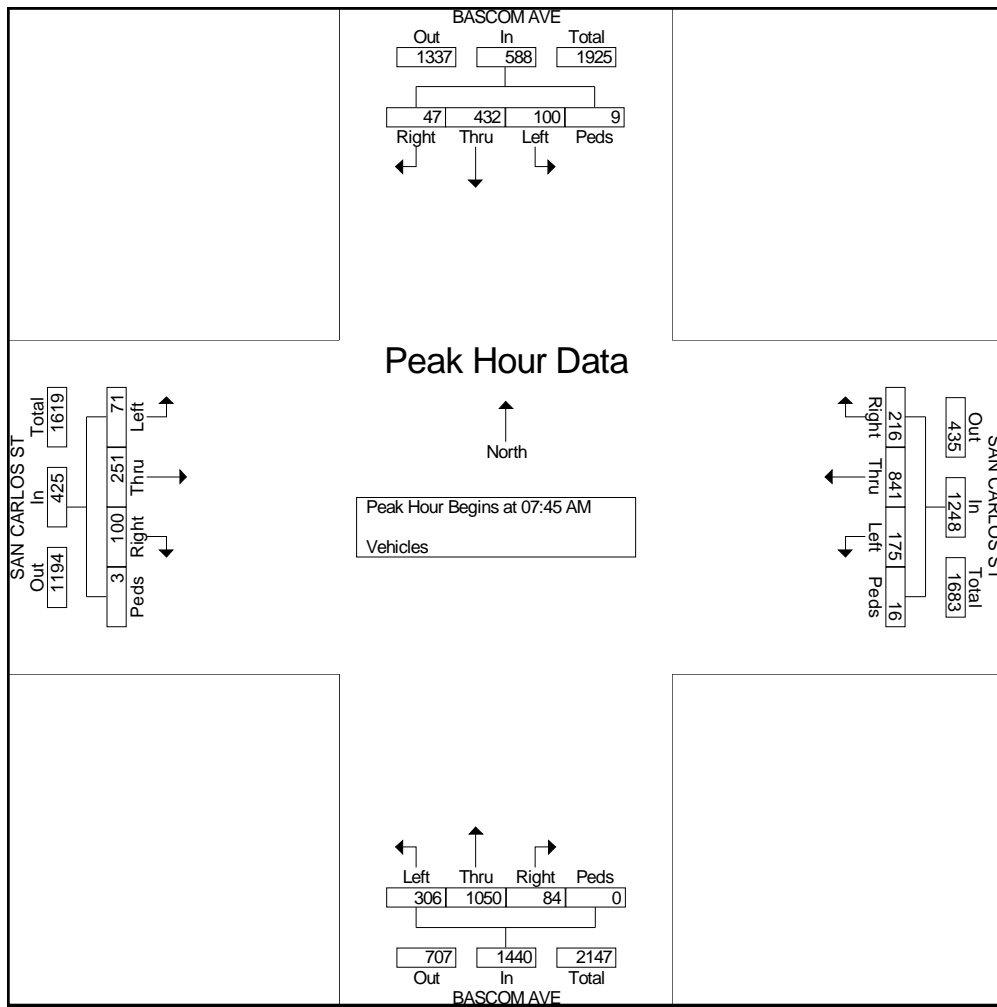 BASCOM AVE
Out In Total
1337 588 1925
47 432 100 9
Right Thru Left Peds
Peak Hour Data
North
Peak Hour Begins at 07:45 AM
Vehicles
SAN CARLOS ST
Total In Out
1619 425 1194
71 251 100 3
Left Thru Right Peds
SAN CARLOS ST
Out In Total
435 1248 1683
216 841 175 16
Right Thru Left Peds
Left Thru Right Peds
306 1050 84 0
707 1440 2147
Out In Total
BASCOM AVE